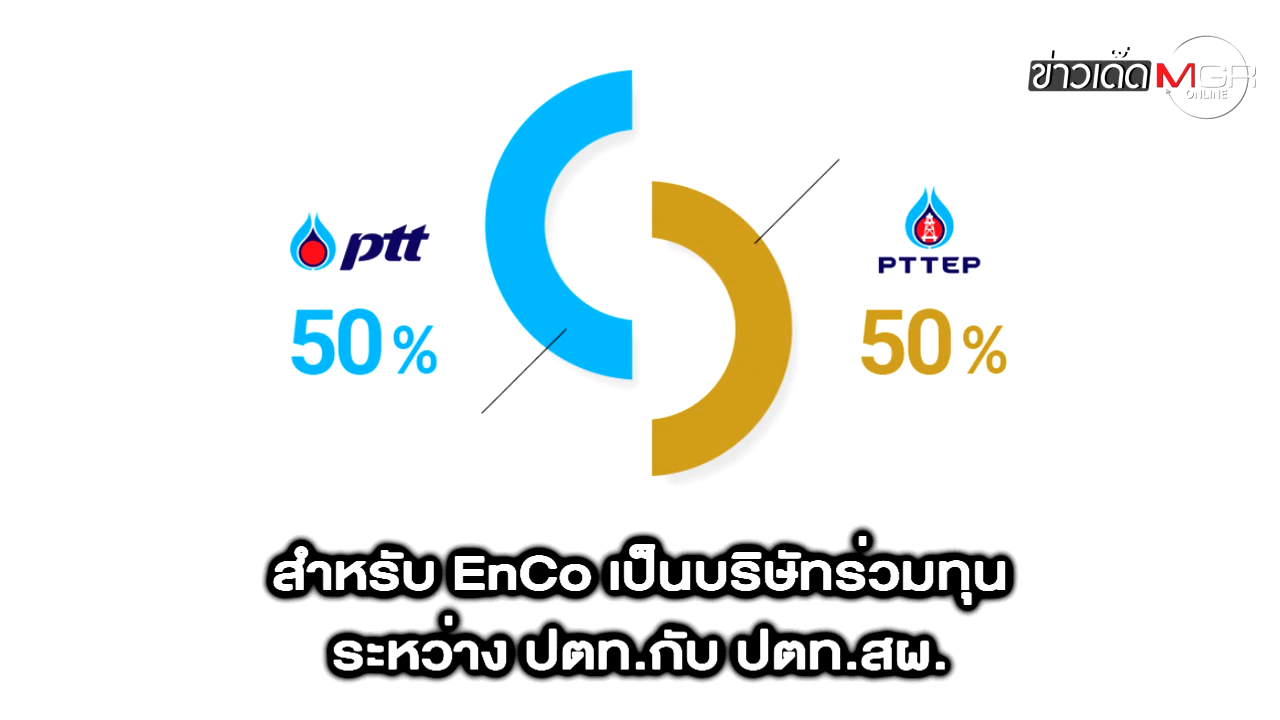 ข่าวเด็ด MGR
ONLINE
ptt
PTTEP
50%
50%
สำหรับ EnCo เป็นบริษัทร่วมทุน
ระหว่าง ปตท.กับ ปตท.สผ.